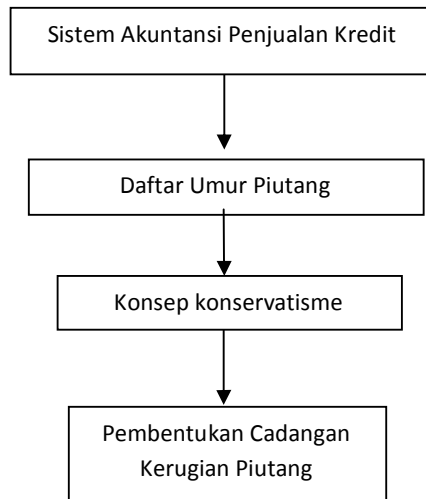 Sistem Akuntansi Penjualan Kredit
Daftar Umur Piutang
Konsep konservatisme
Pembentukan Cadangan
Kerugian Piutang